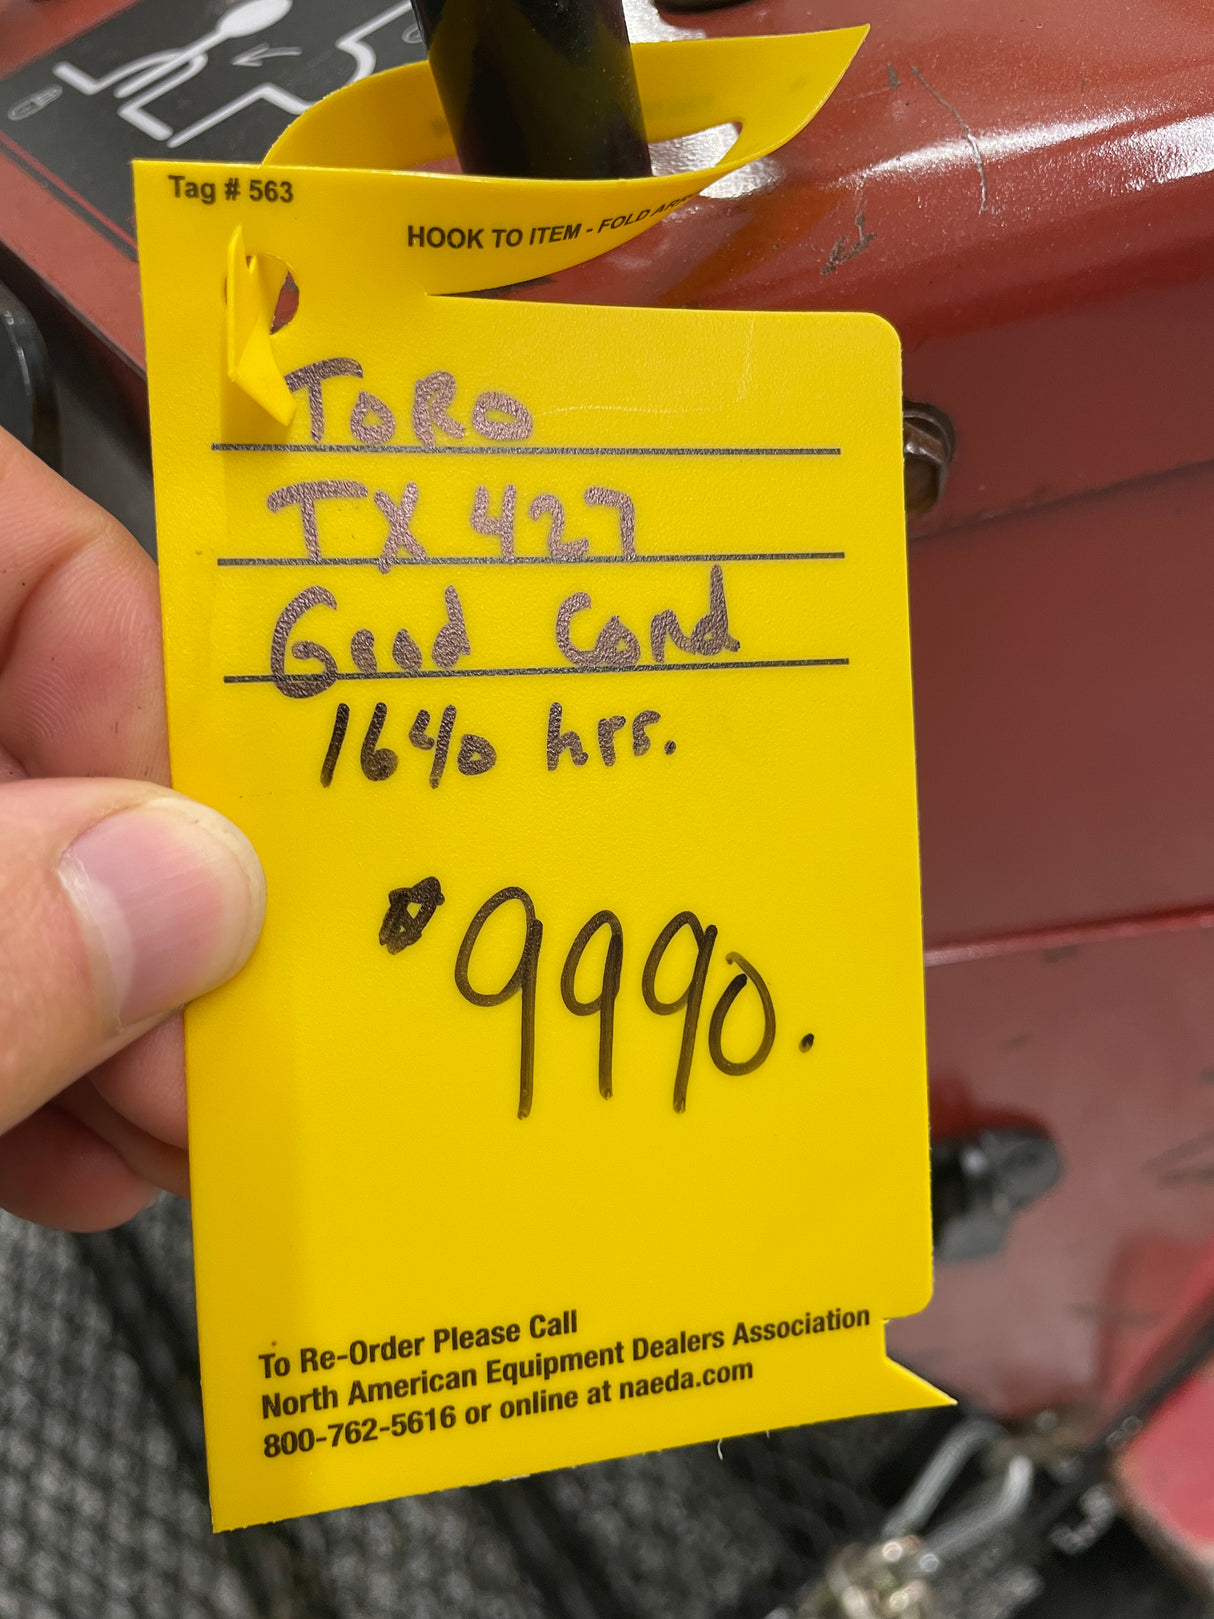 Tag # 563
HOOK TO ITEM - FOLD
TORO
TX 427
Good Cond
1640 hrs.
$9990.
To Re-Order Please Call
North American Equipment Dealers Association
800-762-5616 or online at naeda.com